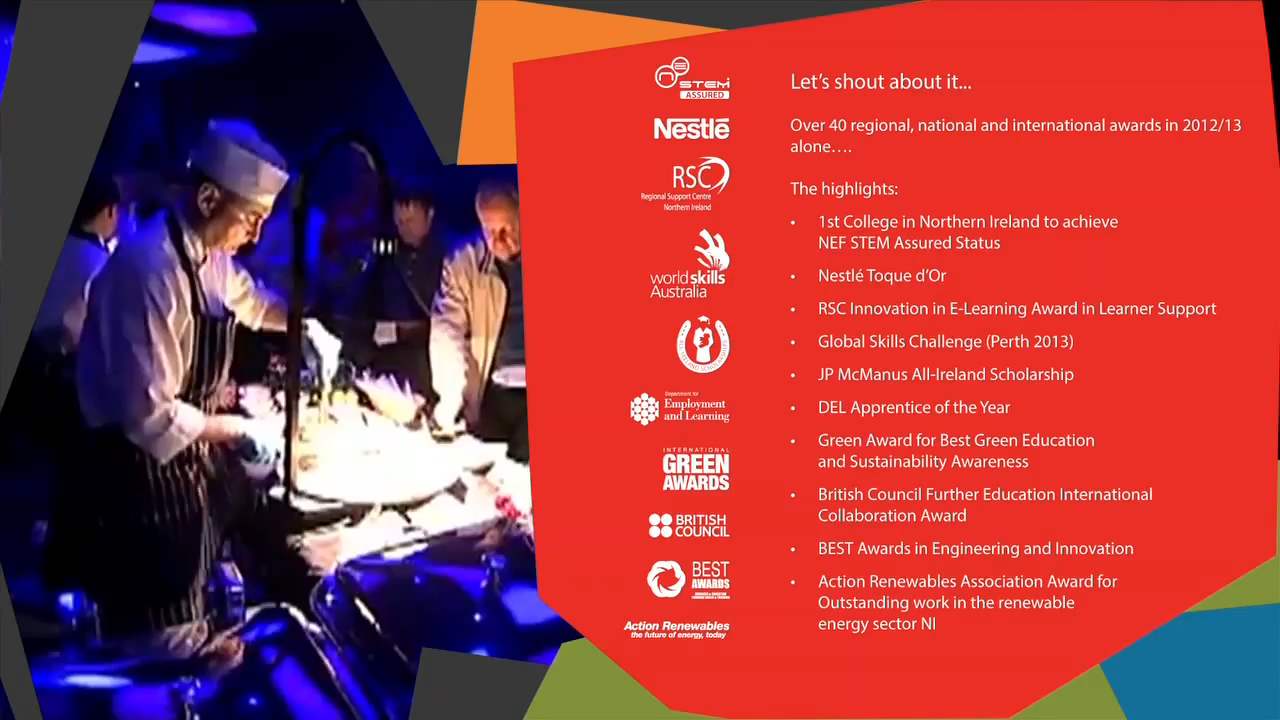 Let's shout about it...
Over 40 regional, national and international awards in 2012/13
alone....
The highlights:
• 1st College in Northern Ireland to achieve
NEF STEM Assured Status
• Nestlé Toque d'Or
• RSC Innovation in E-Learning Award in Learner Support
• Global Skills Challenge (Perth 2013)
• JP McManus All-Ireland Scholarship
• DEL Apprentice of the Year
• Green Award for Best Green Education
and Sustainability Awareness
• British Council Further Education International
Collaboration Award
• BEST Awards in Engineering and Innovation
• Action Renewables Association Award for
Outstanding work in the renewable
energy sector NI
STEM
ASSURED
Nestlé
RSC
Regional Support Centre
Northern Ireland
worldskills
Australia
Department for
Employment
and Learning
INTERNATIONAL
GREEN
AWARDS
BRITISH
COUNCIL
BEST
AWARDS
Action Renewables
the future of energy, today